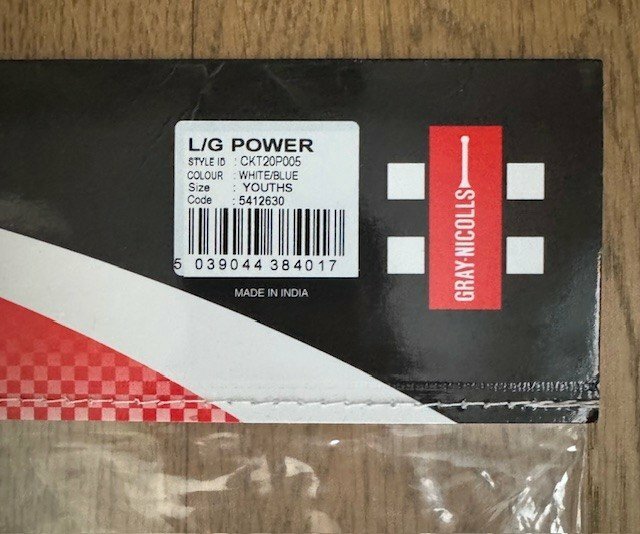 L/G POWER
STYLE ID : CKT20P005
COLOUR : WHITE/BLUE
Size : YOUTHS
Code : 5412630
5 039044 384017
MADE IN INDIA
GRAY-NICOLLS